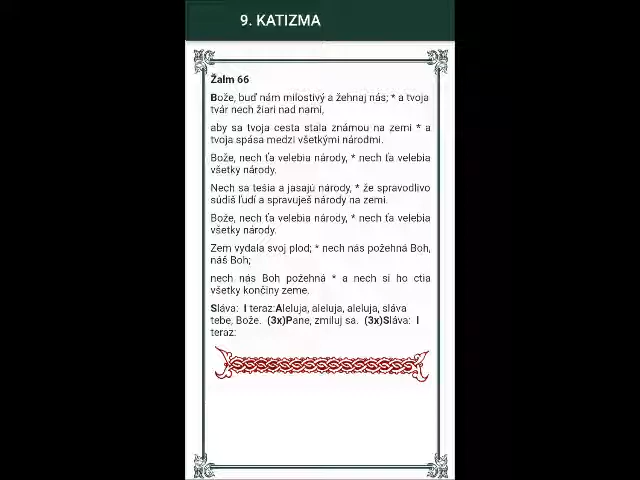 9. KATIZMA
Žalm 66
Bože, buď nám milostivý a žehnaj nás; * a tvoja
tvár nech žiari nad nami,
aby sa tvoja cesta stala známou na zemi * a
tvoja spása medzi všetkými národmi.
Bože, nech ťa velebia národy, * nech ťa velebia
všetky národy.
Nech sa tešia a jasajú národy, * že spravodlivo
súdiš ľudí a spravuješ národy na zemi.
Bože, nech ťa velebia národy, * nech ťa velebia
všetky národy.
Zem vydala svoj plod; * nech nás požehná Boh,
náš Boh;
nech nás Boh požehná * a nech si ho ctia
všetky končiny zeme.
Sláva: I teraz:Aleluja, aleluja, aleluja, sláva
tebe, Bože. (3x)Pane, zmiluj sa. (3x)Sláva: I
teraz: